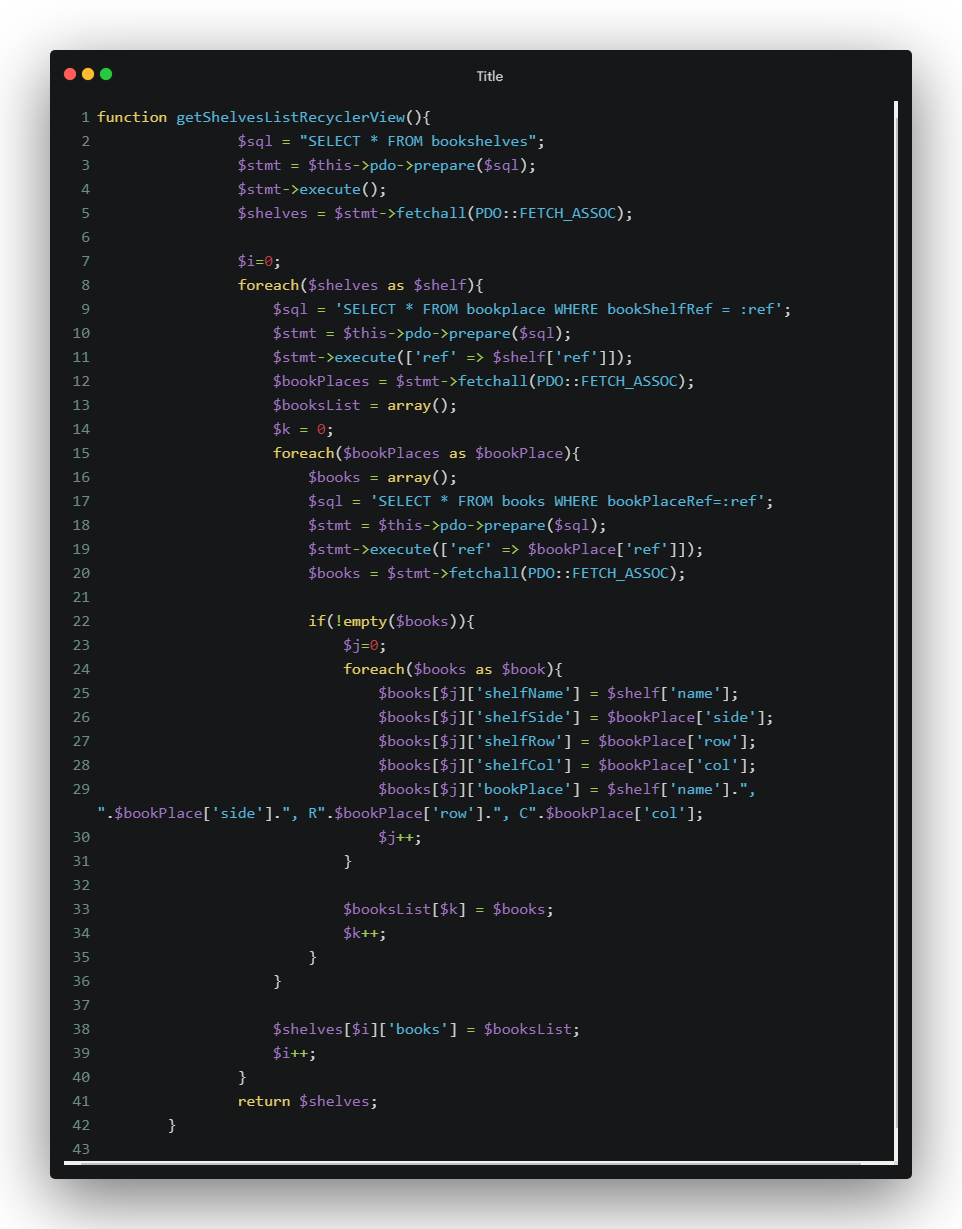 Title
1 function getShelvesListRecyclerView(){
2                 $sql = "SELECT * FROM bookshelves";
3                 $stmt = $this->pdo->prepare($sql);
4                 $stmt->execute();
5                 $shelves = $stmt->fetchall(PDO::FETCH_ASSOC);
6
7                 $i=0;
8                 foreach($shelves as $shelf){
9                     $sql = 'SELECT * FROM bookplace WHERE bookShelfRef = :ref';
10                     $stmt = $this->pdo->prepare($sql);
11                     $stmt->execute(['ref' => $shelf['ref']]);
12                     $bookPlaces = $stmt->fetchall(PDO::FETCH_ASSOC);
13                     $booksList = array();
14                     $k = 0;
15                     foreach($bookPlaces as $bookPlace){
16                         $books = array();
17                         $sql = 'SELECT * FROM books WHERE bookPlaceRef=:ref';
18                         $stmt = $this->pdo->prepare($sql);
19                         $stmt->execute(['ref' => $bookPlace['ref']]);
20                         $books = $stmt->fetchall(PDO::FETCH_ASSOC);
21
22                         if(!empty($books)){
23                             $j=0;
24                             foreach($books as $book){
25                                 $books[$j]['shelfName'] = $shelf['name'];
26                                 $books[$j]['shelfSide'] = $bookPlace['side'];
27                                 $books[$j]['shelfRow'] = $bookPlace['row'];
28                                 $books[$j]['shelfCol'] = $bookPlace['col'];
29                                 $books[$j]['bookPlace'] = $shelf['name'].",
".$bookPlace['side'].", R".$bookPlace['row'].", C".$bookPlace['col'];
30                                 $j++;
31                             }
32
33                             $booksList[$k] = $books;
34                             $k++;
35                         }
36                     }
37
38                     $shelves[$i]['books'] = $booksList;
39                     $i++;
40                 }
41                 return $shelves;
42         }
43